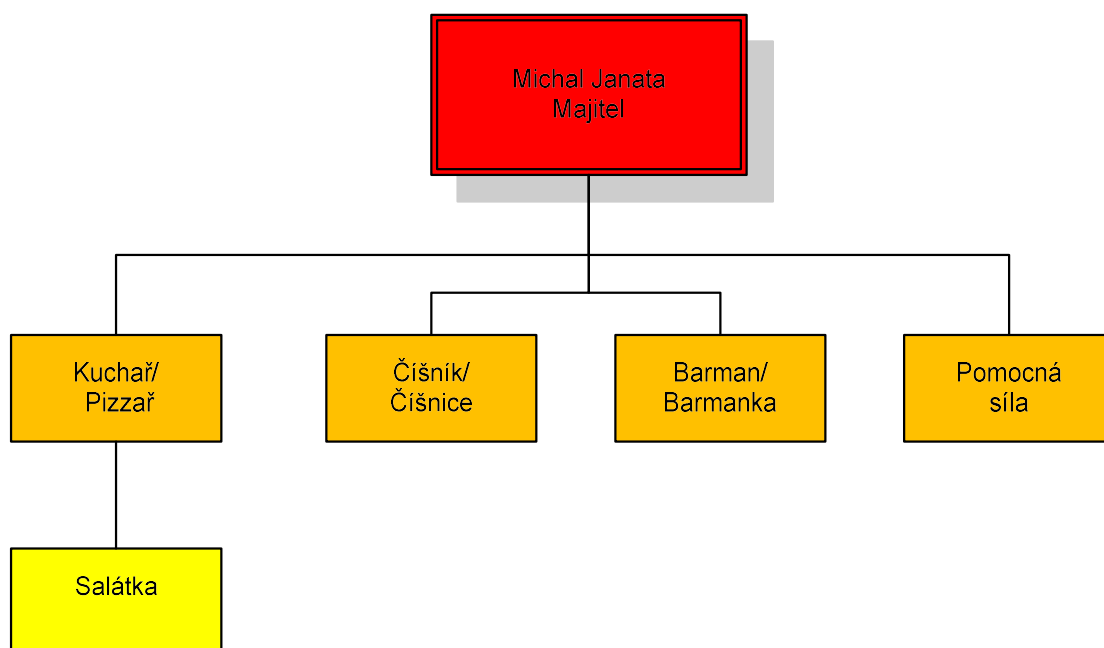 Michal Janata
Majitel
Kuchař/
Pizzař
Číšník/
Číšnice
Barman/
Barmanka
Pomocná
síla
Salátka